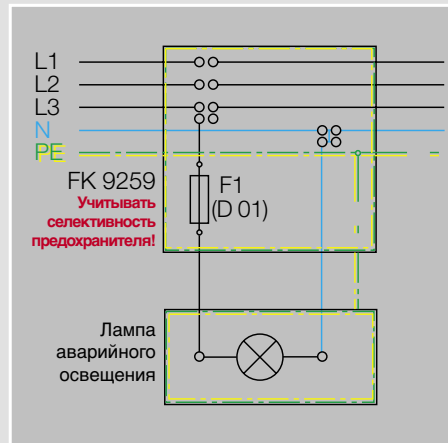 L1
L2
L3
N
PE
FK 9259
Учитывать
селективность
предохранителя!
F1
(D 01)
Лампа
аварийного
освещения